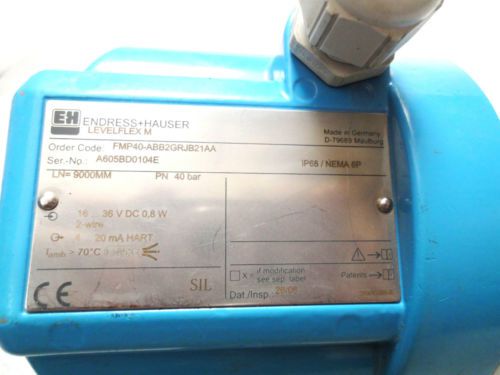 E+H ENDRESS+HAUSER
LEVELFLEX M
Made in Germany
D-79689 Maulburg
Order Code: FMP40-ABB2GRJB21AA
Ser.-No.: A605BD0104E
IP68 / NEMA 6P
LN= 9000MM PN 40 bar
16 36 V DC 0,8 W
2-wire
4 20 mA HART
Tamb. > 70°C
X = if modification
see sep. label
Patents
SIL
Dat./Insp.: 26/06
CE